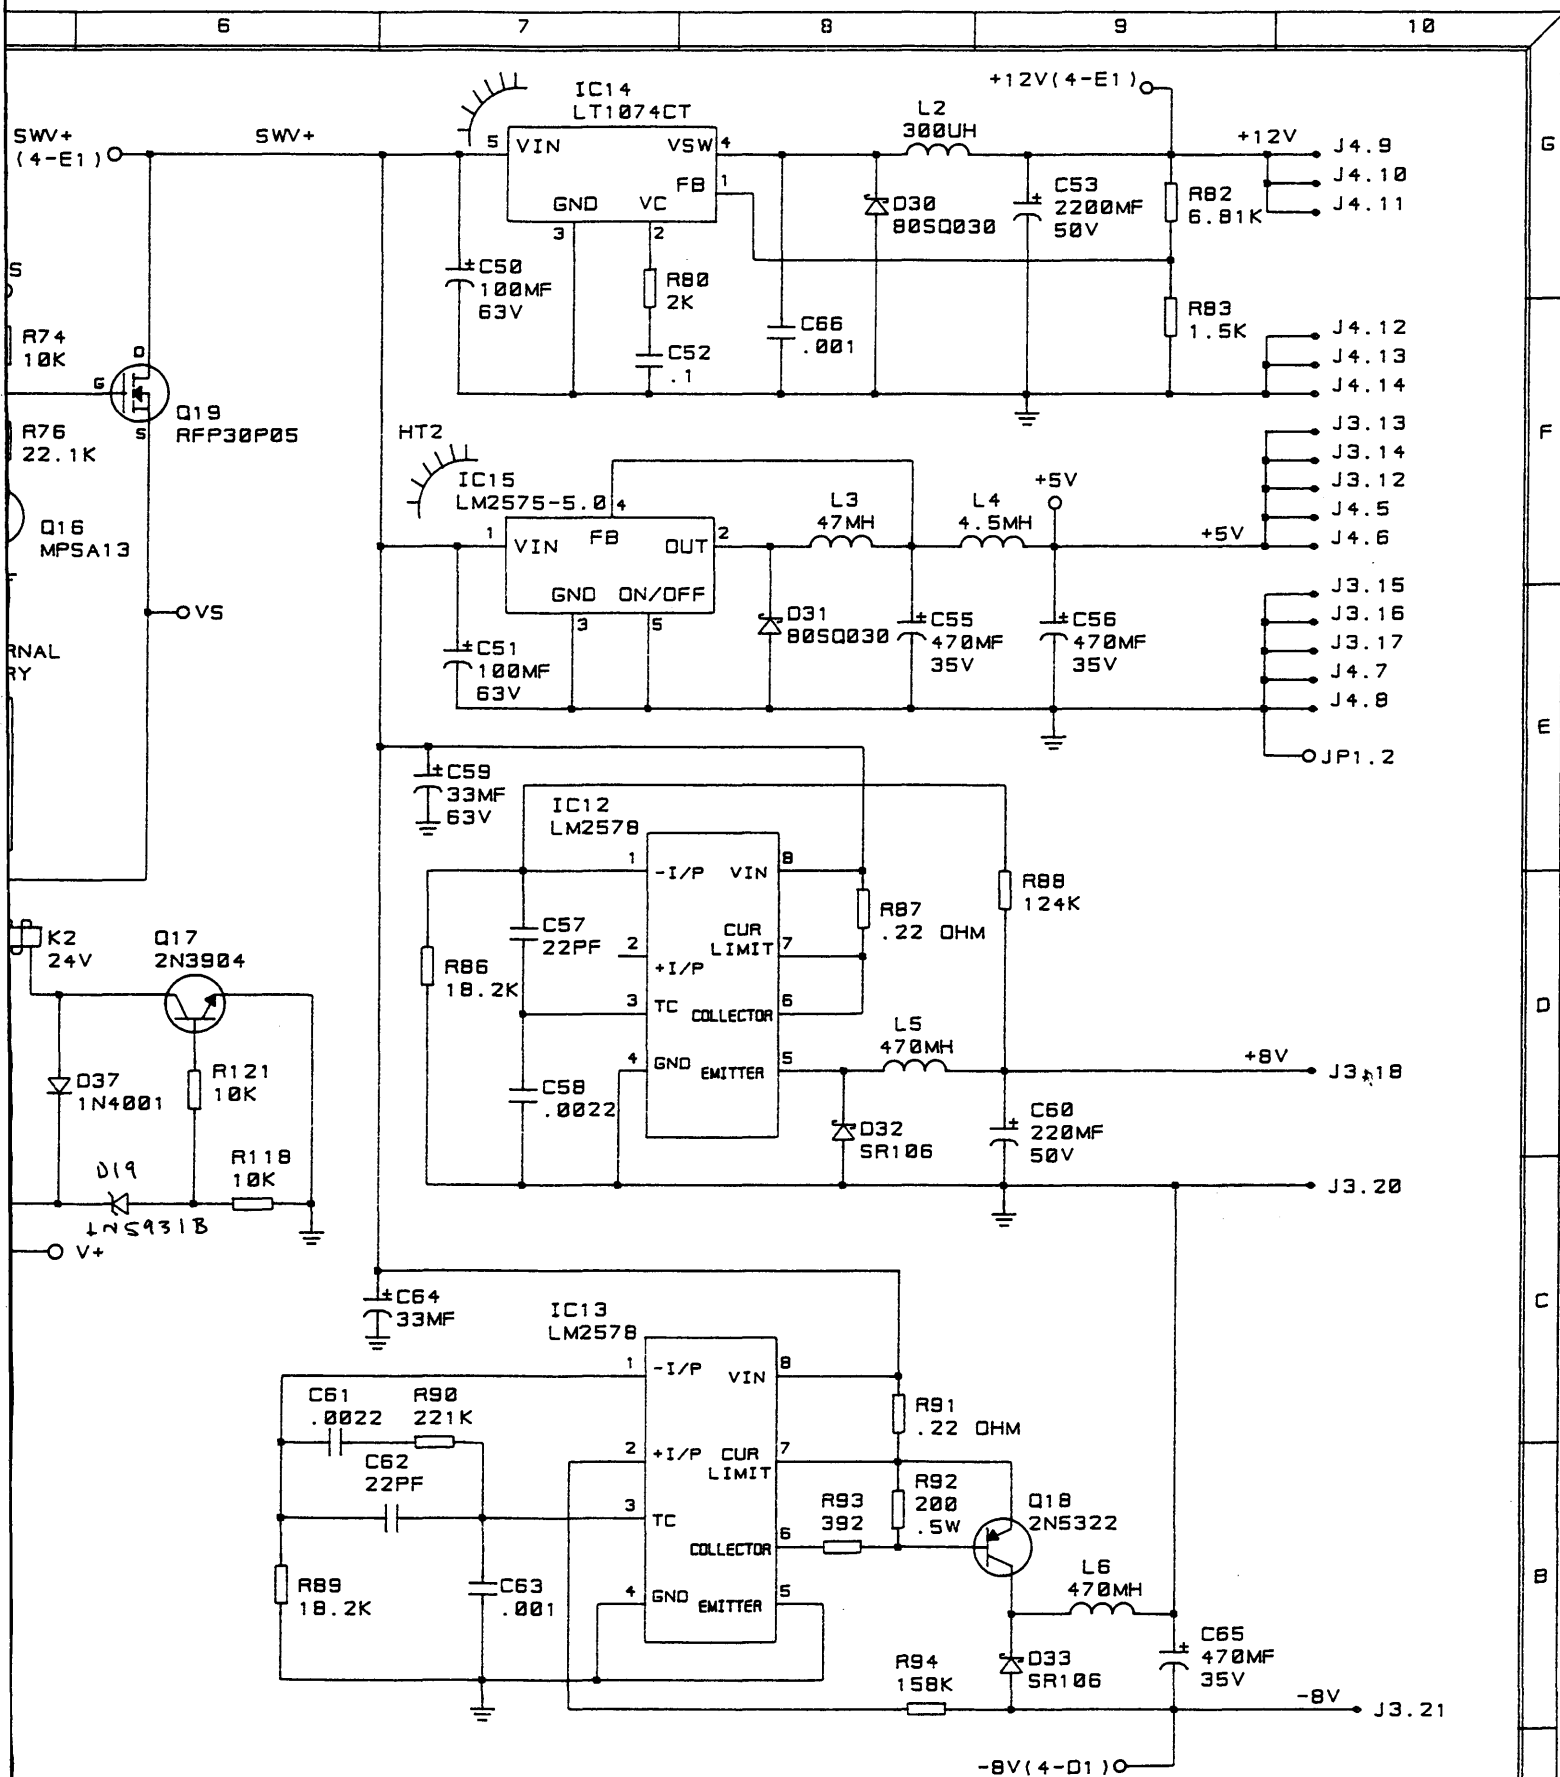 6 7 8 9 10
G
F
E
D
C
B
+12V(4-E1)
SWV+
(4-E1)
SWV+
IC14
LT1074CT
5 VIN VSW 4
FB 1
GND VC
3 2
L2
300UH
+12V
J4.9
J4.10
J4.11
D30
80SQ030
C53
2200MF
50V
R82
6.81K
S
C50
100MF
63V
R80
2K
C52
.1
C66
.001
R83
1.5K
J4.12
J4.13
J4.14
R74
10K
D
G
S
Q19
RFP30P05
R76
22.1K
HT2
IC15
LM2575-5.0
4
1 VIN FB OUT 2
GND ON/OFF
3 5
L3
47MH
L4
4.5MH
+5V
+5V
J3.13
J3.14
J3.12
J4.5
J4.6
Q16
MPSA13
VS
RNAL
RY
C51
100MF
63V
D31
80SQ030
C55
470MF
35V
C56
470MF
35V
J3.15
J3.16
J3.17
J4.7
J4.8
JP1.2
C59
33MF
63V
IC12
LM2578
1 -I/P VIN 8
CUR
2 LIMIT 7
+I/P
3 TC COLLECTOR 6
4 GND EMITTER 5
R87
.22 OHM
R88
124K
C57
22PF
R86
18.2K
C58
.0022
L5
470MH
+8V
J3.18
D32
SR106
C60
220MF
50V
J3.20
K2
24V
Q17
2N3904
D37
1N4001
R121
10K
R118
10K
D19
1N5931B
V+
C64
33MF
IC13
LM2578
1 -I/P VIN 8
2 +I/P CUR 7
LIMIT
3 TC
COLLECTOR 6
4 GND EMITTER 5
C61
.0022
R90
221K
C62
22PF
R89
18.2K
C63
.001
R91
.22 OHM
R92
200
.5W
R93
392
Q18
2N5322
L6
470MH
R94
158K
D33
SR106
C65
470MF
35V
-8V
J3.21
-8V(4-D1)